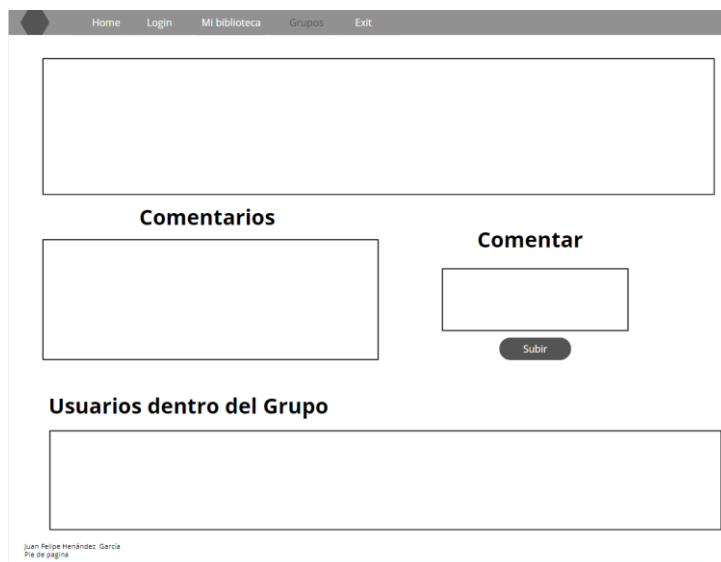 Home Login Mi biblioteca Grupos Exit
Comentarios
Comentar
Subir
Usuarios dentro del Grupo
Juan Felipe Henández García
Pie de pagina